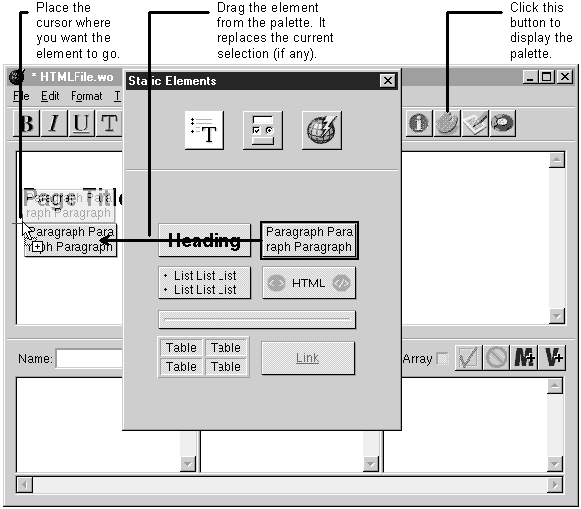 Place the
cursor where
you want the
element to go.
Drag the element
from the palette. It
replaces the current
selection (if any).
Click this
button to
display the
palette.
* HTMLFile.wo
Static Elements
File Edit Format T
B I U T
T
Page Title
Paragraph Para
raph Paragraph
Paragraph Para
raph Paragraph
Heading
Paragraph Para
raph Paragraph
• List List List
• List List List
HTML
Table Table
Table Table
Link
Name:
Array
M+ V+